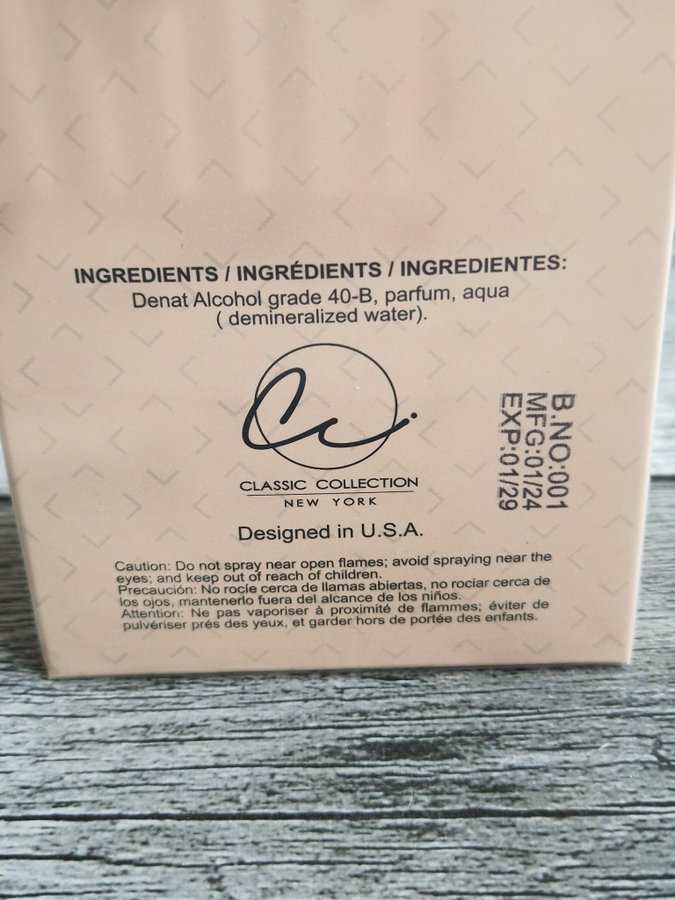 INGREDIENTS / INGRÉDIENTS / INGREDIENTES:
Denat Alcohol grade 40-B, parfum, aqua
( demineralized water).
Cc
CLASSIC COLLECTION
NEW YORK
Designed in U.S.A.
Caution: Do not spray near open flames; avoid spraying near the
eyes; and keep out of reach of children.
Precaución: No rocíe cerca de llamas abiertas, no rociar cerca de
los ojos, mantenerlo fuera del alcance de los niños.
Attention: Ne pas vaporiser à proximité de flammes; éviter de
pulvériser prés des yeux, et garder hors de portée des enfants.
B.NO:001
MFG:01/24
EXP:01/29